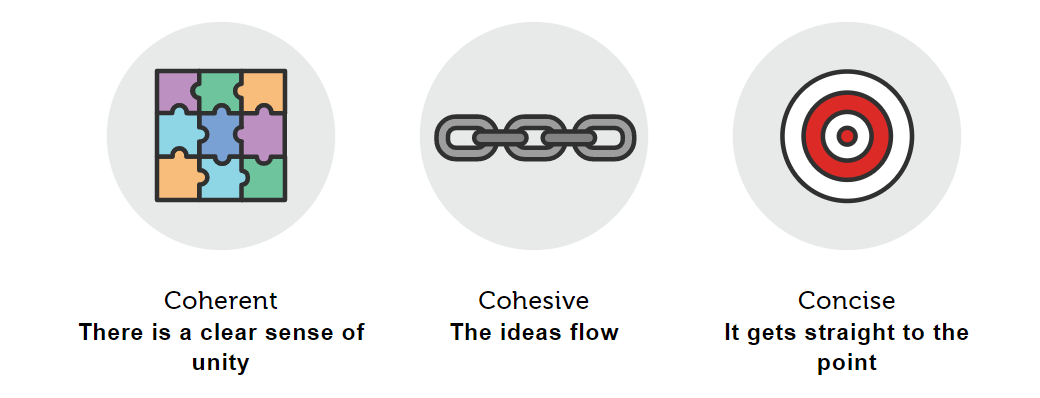 Coherent
There is a clear sense of
unity
Cohesive
The ideas flow
Concise
It gets straight to the
point